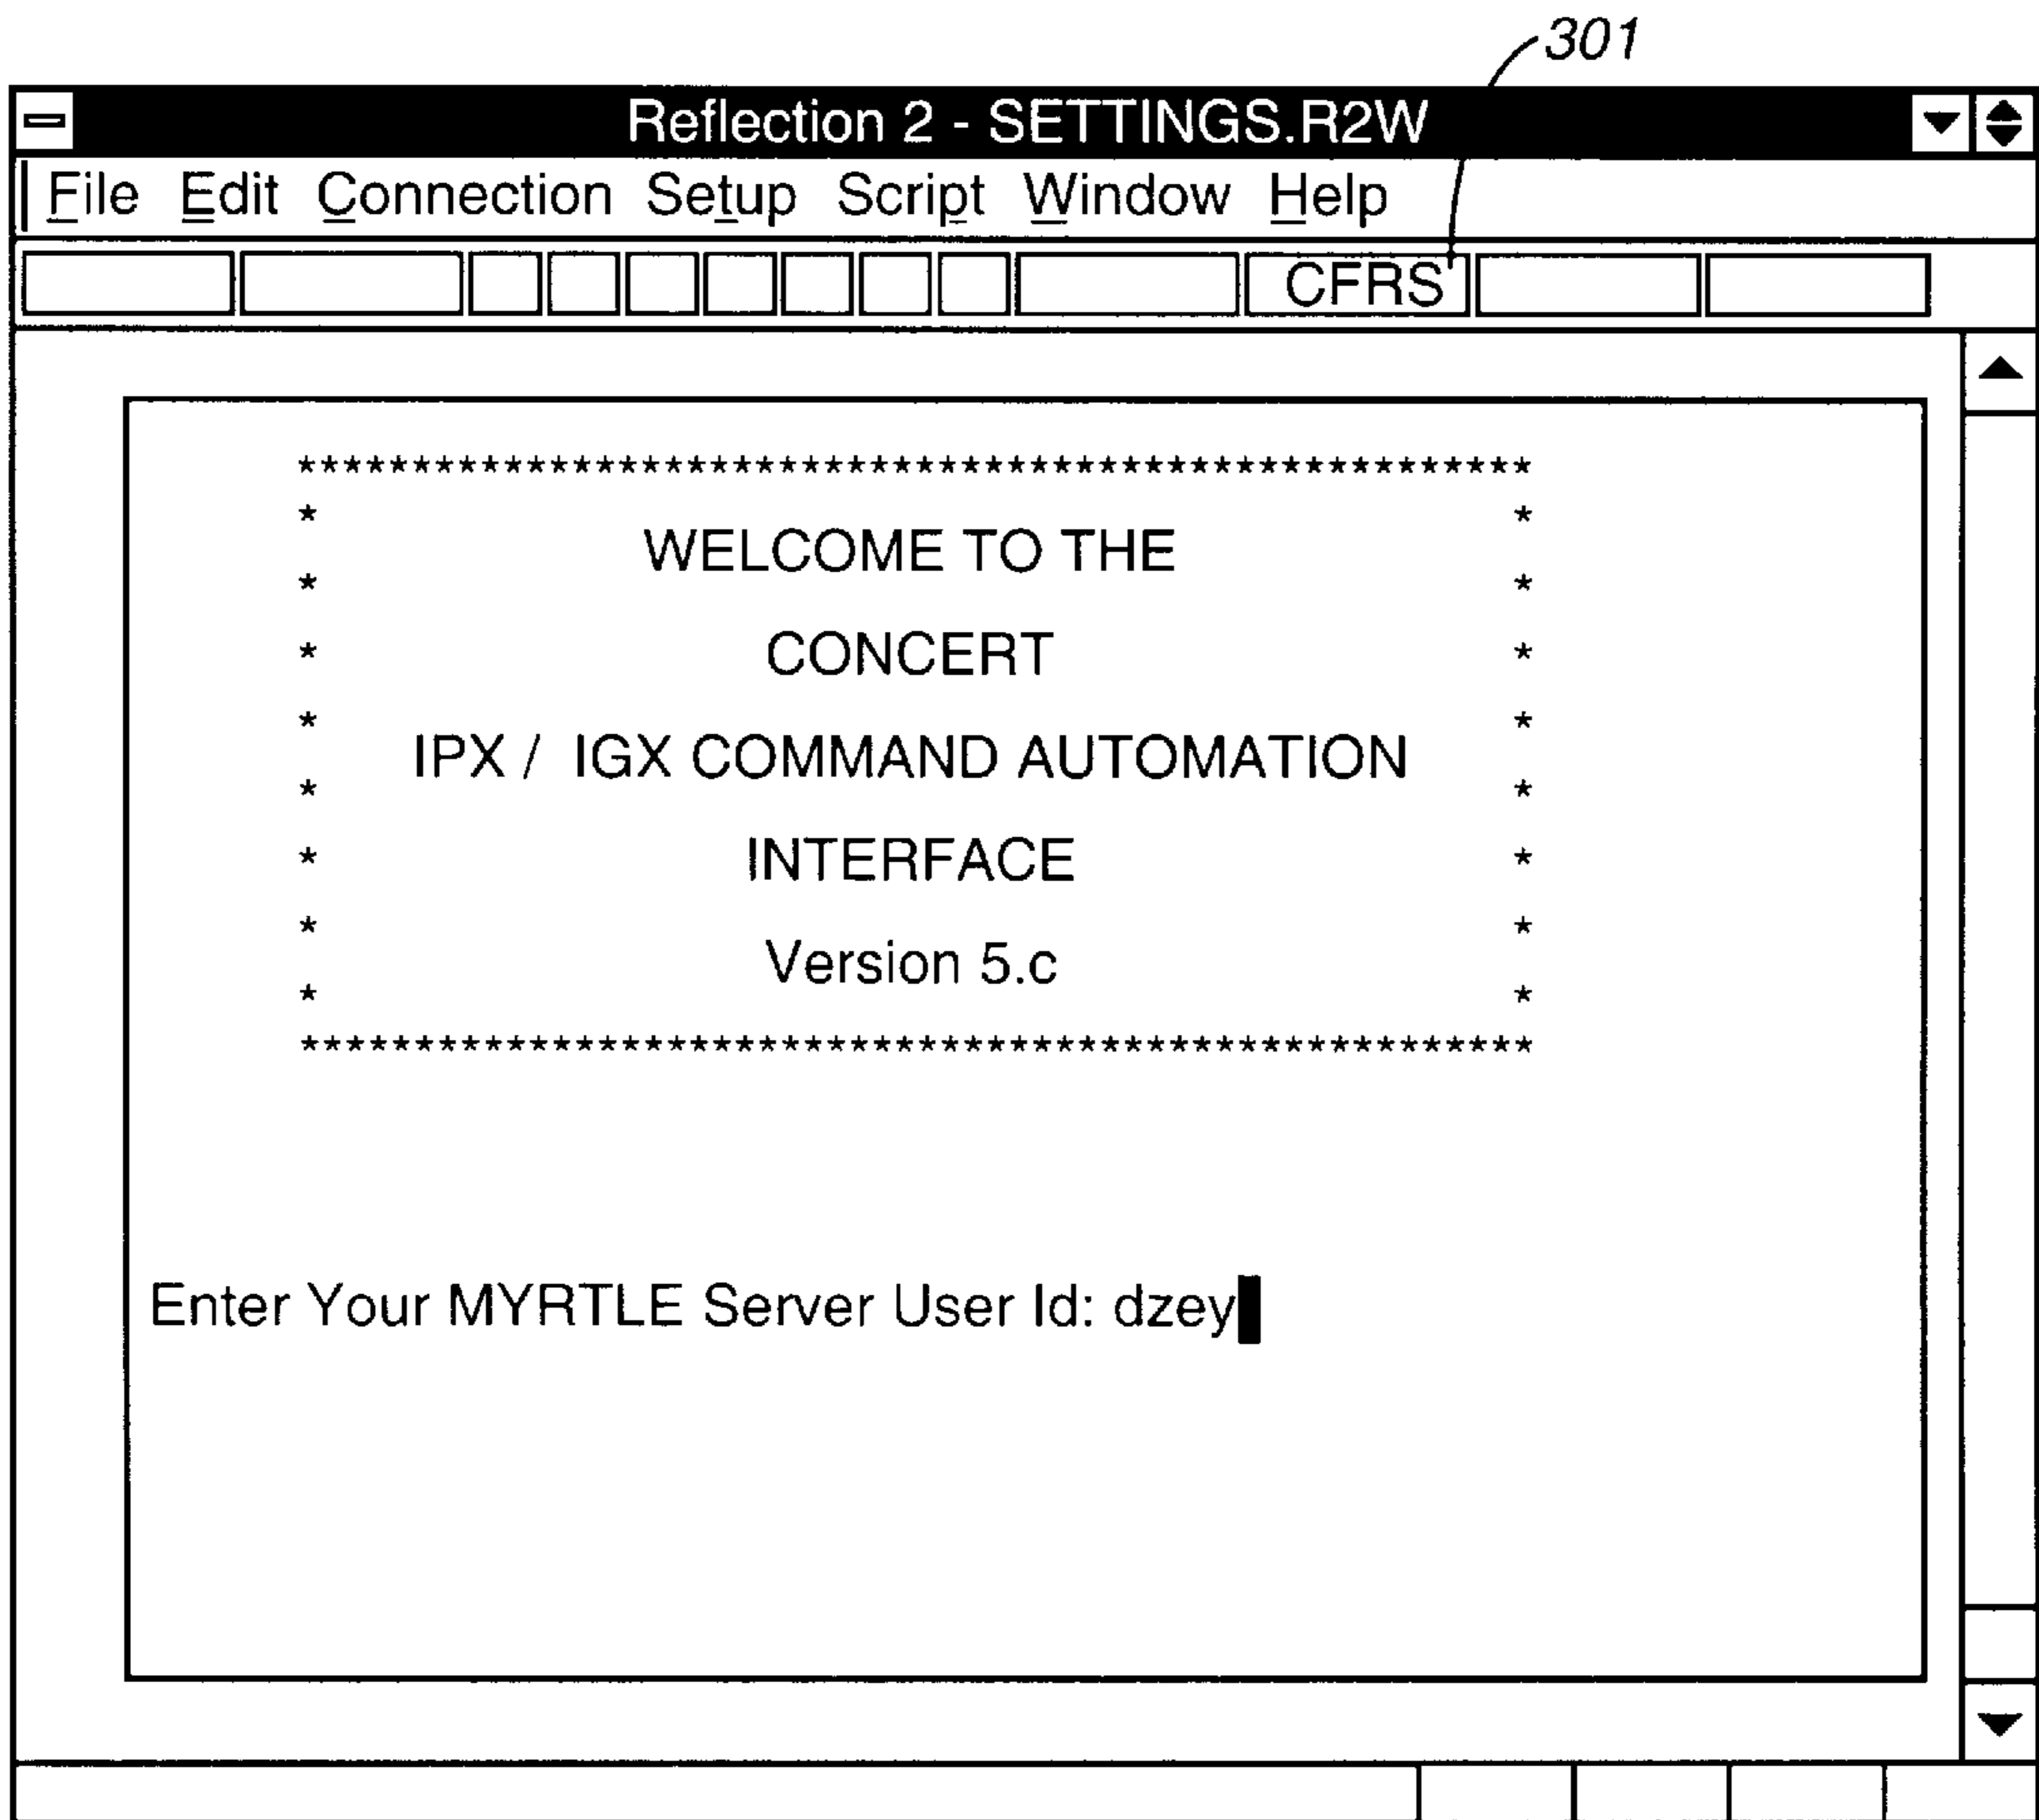 301
Reflection 2 - SETTINGS.R2W
File Edit Connection Setup Script Window Help
CFRS
*******************************************************
* WELCOME TO THE *
* *
* CONCERT *
* IPX / IGX COMMAND AUTOMATION *
* *
* INTERFACE *
* Version 5.c *
* *
*******************************************************
Enter Your MYRTLE Server User Id: dzey